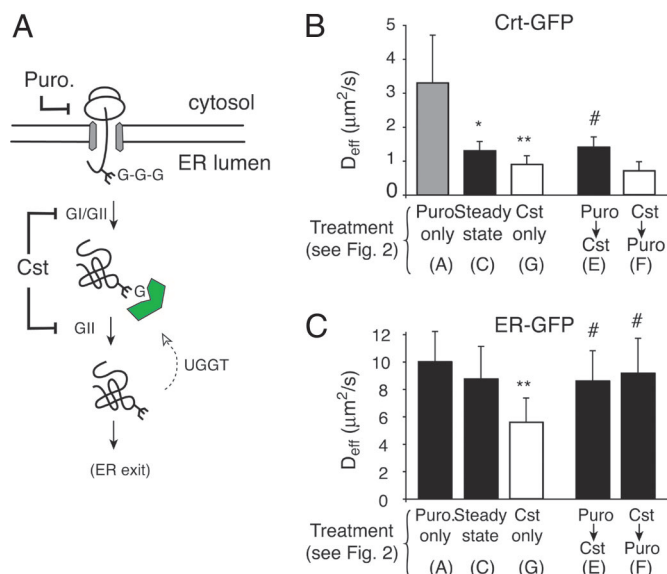 A
Puro.
cytosol
ER lumen
G-G-G
GI/GII
Cst
G
GII
UGGT
(ER exit)
B
Crt-GFP
Deff (μm²/s)
5
4
3
2
1
0
*
**
#
Treatment
(see Fig. 2)
Puro
only
(A)
Steady
state
(C)
Cst
only
(G)
Puro
Cst
(E)
Cst
Puro
(F)
C
ER-GFP
Deff (μm²/s)
12
10
8
6
4
2
0
**
#
#
Treatment
(see Fig. 2)
Puro.
only
(A)
Steady
state
(C)
Cst
only
(G)
Puro
Cst
(E)
Cst
Puro
(F)